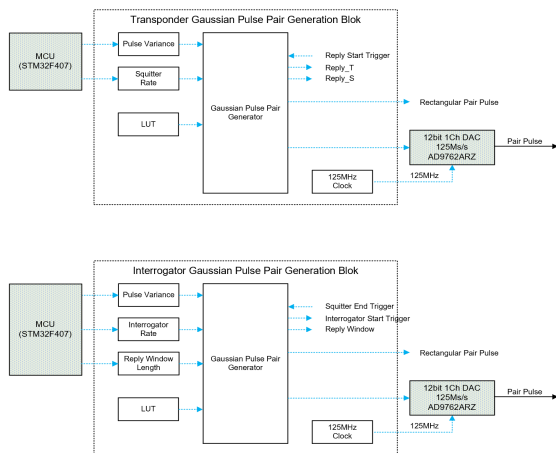 Transponder Gaussian Pulse Pair Generation Blok
MCU
(STM32F407)
Pulse Variance
Squitter
Rate
LUT
Gaussian Pulse Pair
Generator
Reply Start Trigger
Reply_T
Reply_S
Rectangular Pair Pulse
12bit 1Ch DAC
125Ms/s
AD9762ARZ
Pair Pulse
125MHz
Clock
125MHz
Interrogator Gaussian Pulse Pair Generation Blok
MCU
(STM32F407)
Pulse Variance
Interrogator
Rate
Reply Window
Length
LUT
Gaussian Pulse Pair
Generator
Squitter End Trigger
Interrogator Start Trigger
Reply Window
Rectangular Pair Pulse
12bit 1Ch DAC
125Ms/s
AD9762ARZ
Pair Pulse
125MHz
Clock
125MHz